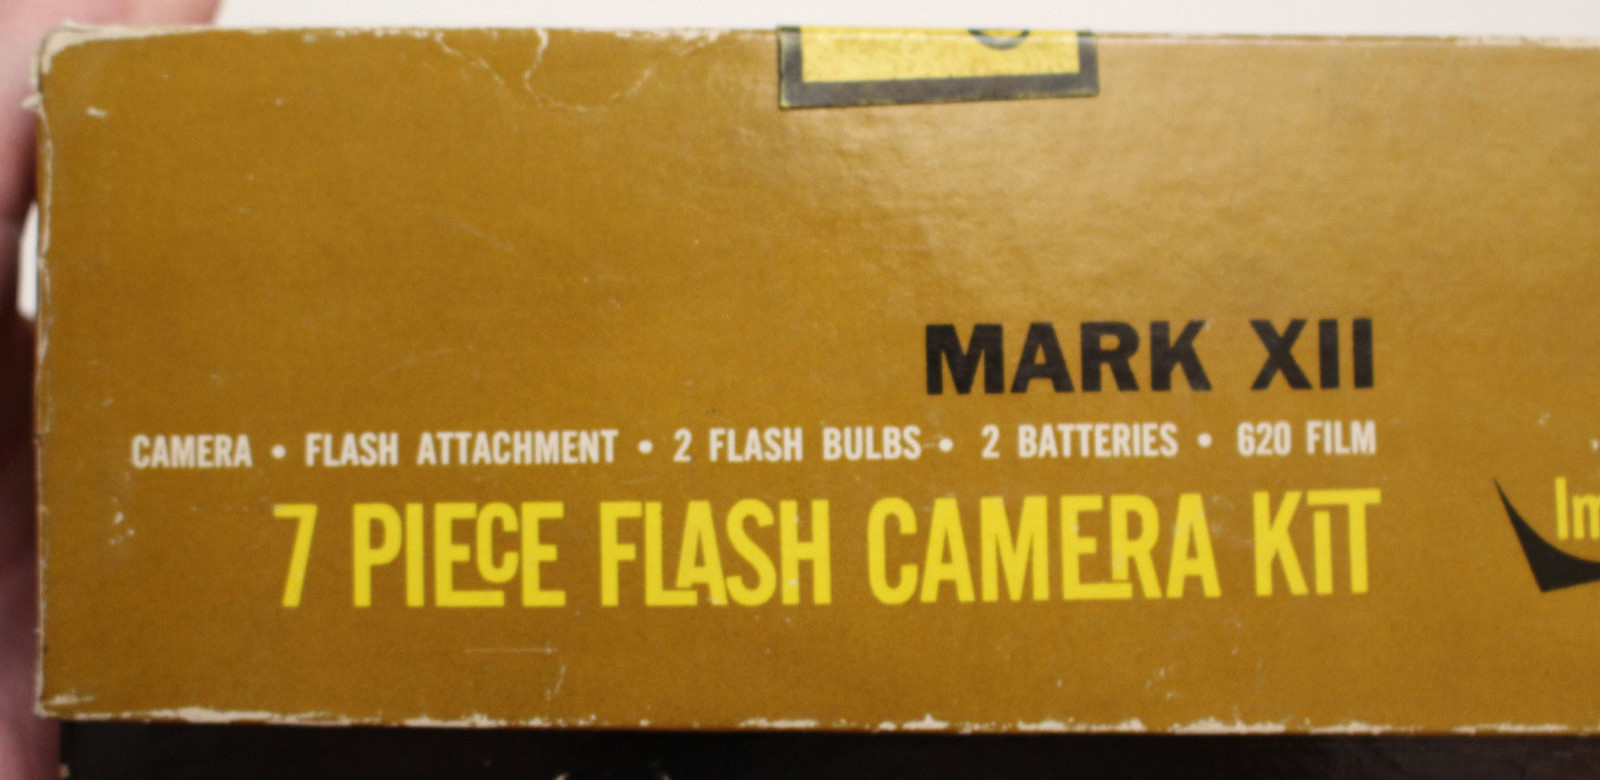 MARK XII
CAMERA • FLASH ATTACHMENT • 2 FLASH BULBS • 2 BATTERIES • 620 FILM
7 PIECE FLASH CAMERA KIT